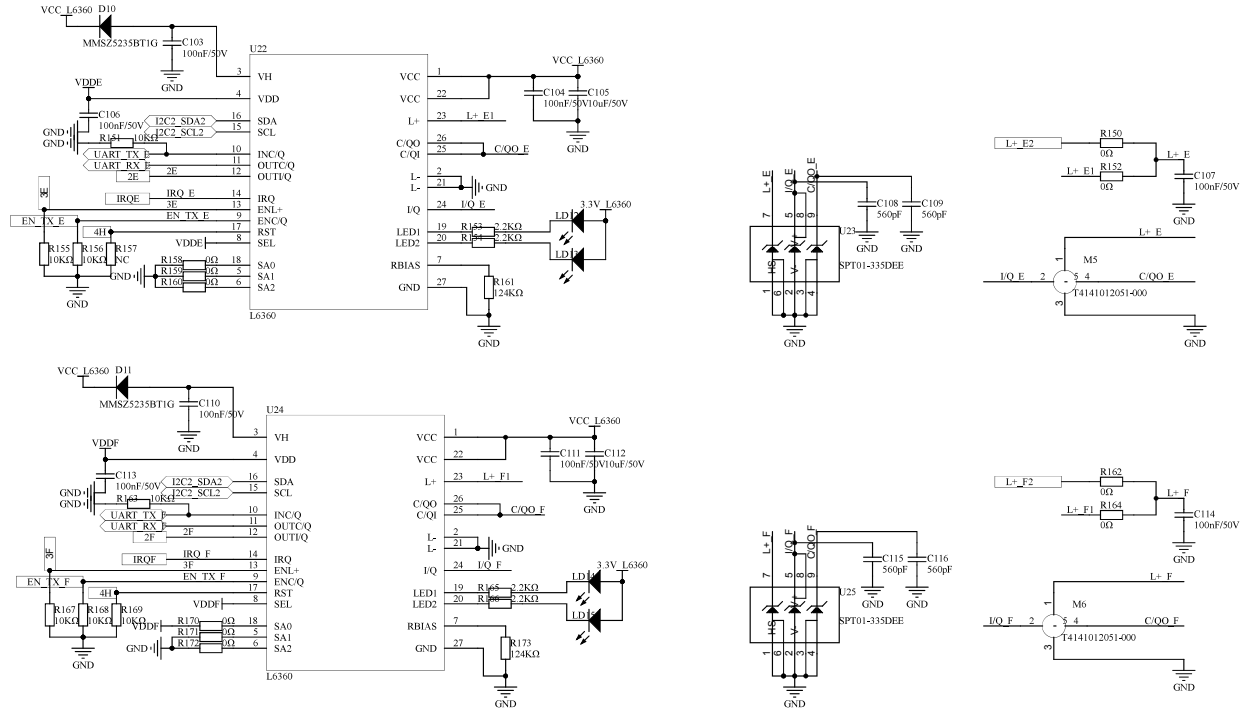 VCC_L6360
D10
MMSZ5235BT1G
C103
100nF/50V
GND
VDDE
C106
100nF/50V
GND
GND
R151
10KΩ
I2C2_SDA2
I2C2_SCL2
UART_TX_E
UART_RX_E
2E
IRQE
IRQ_E
3E
3E
EN_TX_E
EN_TX_E
4H
VDDE
R155
10KΩ
R156
10KΩ
R157
NC
GND
GND
R158
0Ω
R159
0Ω
R160
0Ω
U22
3 VH
4 VDD
16 SDA
15 SCL
10 INC/Q
11 OUTC/Q
12 OUTI/Q
14 IRQ
13 ENL+
9 ENC/Q
17 RST
8 SEL
18 SA0
5 SA1
6 SA2
VCC 1
VCC 22
L+ 23
C/QO 26
C/QI 25
L- 2
L- 21
I/Q 24
LED1 19
LED2 20
RBIAS 7
GND 27
L6360
VCC_L6360
C104
100nF/50V
C105
10uF/50V
GND
L+_E1
C/QO_E
GND
I/Q_E
R153
2.2KΩ
R154
2.2KΩ
3.3V_L6360
R161
124KΩ
GND
L+_E
I/Q_E
C/QO_E
7 5 8 9
U23
V+
HS
V-
SPT01-335DEE
1 6 2 3 4
GND
C108
560pF
GND
C109
560pF
GND
L+_E2
R150
0Ω
L+_E1
R152
0Ω
L+_E
C107
100nF/50V
GND
L+_E
M5
1
I/Q_E
2
5
4
C/QO_E
3
T4141012051-000
GND
VCC_L6360
D11
MMSZ5235BT1G
C110
100nF/50V
GND
VDDF
C113
100nF/50V
GND
GND
R163
10KΩ
I2C2_SDA2
I2C2_SCL2
UART_TX_F
UART_RX_F
2F
IRQF
IRQ_F
3F
3F
EN_TX_F
EN_TX_F
4H
VDDF
R167
10KΩ
R168
10KΩ
R169
10KΩ
GND
VDDF
GND
R170
0Ω
R171
0Ω
R172
0Ω
U24
3 VH
4 VDD
16 SDA
15 SCL
10 INC/Q
11 OUTC/Q
12 OUTI/Q
14 IRQ
13 ENL+
9 ENC/Q
17 RST
8 SEL
18 SA0
5 SA1
6 SA2
VCC 1
VCC 22
L+ 23
C/QO 26
C/QI 25
L- 2
L- 21
I/Q 24
LED1 19
LED2 20
RBIAS 7
GND 27
L6360
VCC_L6360
C111
100nF/50V
C112
10uF/50V
GND
L+_F1
C/QO_F
GND
I/Q_F
R165
2.2KΩ
R166
2.2KΩ
3.3V_L6360
R173
124KΩ
GND
L+_F
I/Q_F
C/QO_F
7 5 8 9
U25
V+
HS
V-
SPT01-335DEE
1 6 2 3 4
GND
C115
560pF
GND
C116
560pF
GND
L+_F2
R162
0Ω
L+_F1
R164
0Ω
L+_F
C114
100nF/50V
GND
L+_F
M6
1
I/Q_F
2
5
4
C/QO_F
3
T4141012051-000
GND